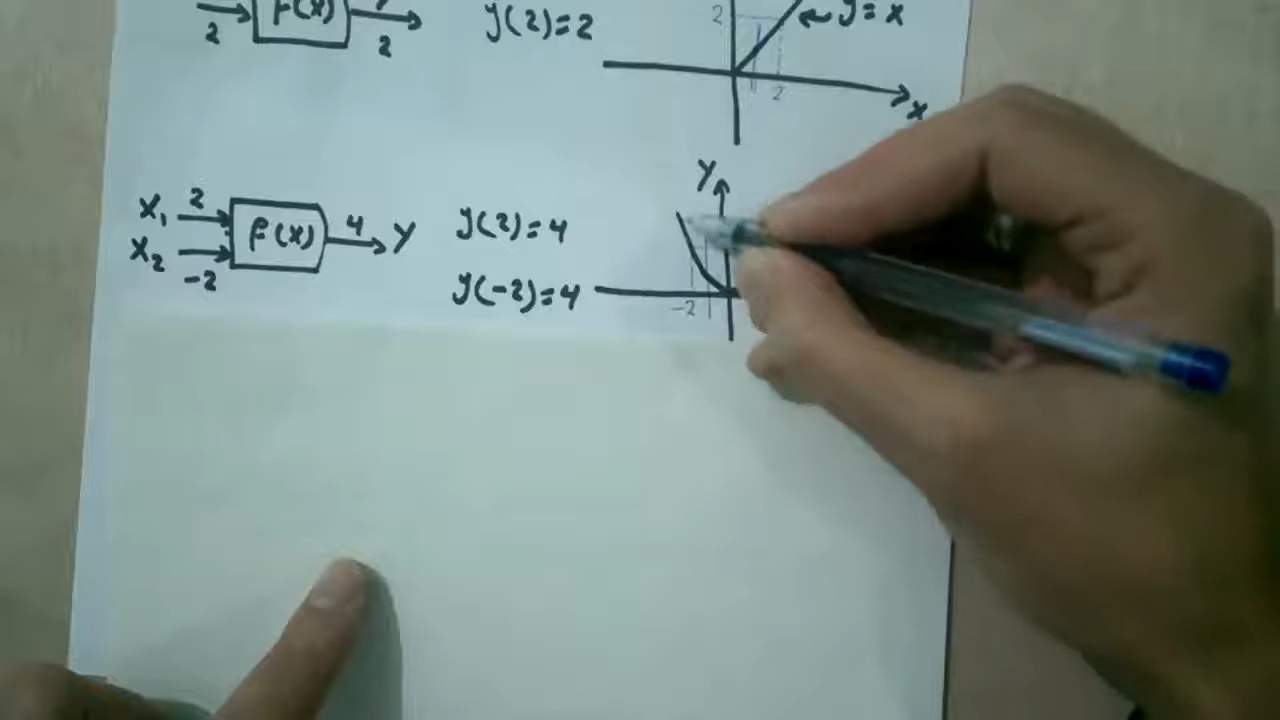 F(X)
2
2
y(2)=2
2
y=x
2
x
y
X₁ 2
X₂ -2
F(X)
4 y
y(2)=4
y(-2)=4
-2